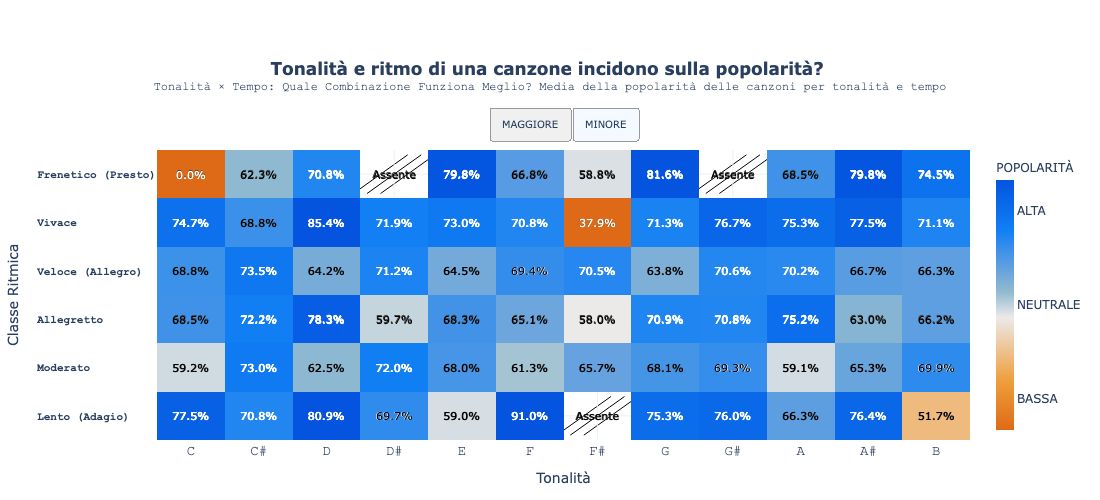 Tonalità e ritmo di una canzone incidono sulla popolarità?
Tonalità × Tempo: Quale Combinazione Funziona Meglio? Media della popolarità delle canzoni per tonalità e tempo
MAGGIORE MINORE
Frenetico (Presto) 0.0% 62.3% 70.8% Assente 79.8% 66.8% 58.8% 81.6% Assente 68.5% 79.8% 74.5%
Vivace 74.7% 68.8% 85.4% 71.9% 73.0% 70.8% 37.9% 71.3% 76.7% 75.3% 77.5% 71.1%
Veloce (Allegro) 68.8% 73.5% 64.2% 71.2% 64.5% 69.4% 70.5% 63.8% 70.6% 70.2% 66.7% 66.3%
Allegretto 68.5% 72.2% 78.3% 59.7% 68.3% 65.1% 58.0% 70.9% 70.8% 75.2% 63.0% 66.2%
Moderato 59.2% 73.0% 62.5% 72.0% 68.0% 61.3% 65.7% 68.1% 69.3% 59.1% 65.3% 69.9%
Lento (Adagio) 77.5% 70.8% 80.9% 69.7% 59.0% 91.0% Assente 75.3% 76.0% 66.3% 76.4% 51.7%
C C# D D# E F F# G G# A A# B
Tonalità
Classe Ritmica
POPOLARITÀ
ALTA
NEUTRALE
BASSA